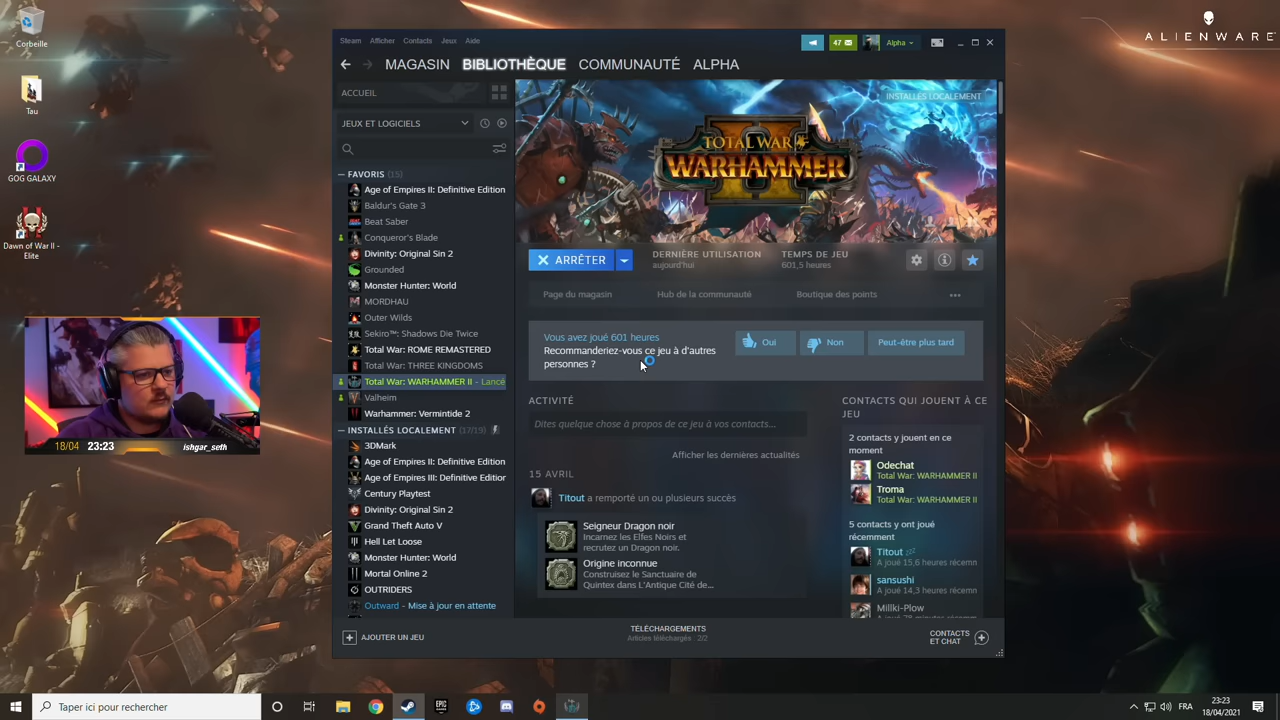 Corbeille
Tau
GOG GALAXY
Dawn of War II -
Elite
ALIENWARE
Steam Afficher Contacts Jeux Aide
47
Alpha
MAGASIN BIBLIOTHÈQUE COMMUNAUTÉ ALPHA
ACCUEIL
JEUX ET LOGICIELS
FAVORIS (15)
Age of Empires II: Definitive Edition
Baldur's Gate 3
Beat Saber
Conqueror's Blade
Divinity: Original Sin 2
Grounded
Monster Hunter: World
MORDHAU
Outer Wilds
Sekiro™: Shadows Die Twice
Total War: ROME REMASTERED
Total War: THREE KINGDOMS
Total War: WARHAMMER II - Lancé
Valheim
Warhammer: Vermintide 2
INSTALLÉS LOCALEMENT (17/19)
3DMark
Age of Empires II: Definitive Edition
Age of Empires III: Definitive Edition
Century Playtest
Divinity: Original Sin 2
Grand Theft Auto V
Hell Let Loose
Monster Hunter: World
Mortal Online 2
OUTRIDERS
Outward - Mise à jour en attente
AJOUTER UN JEU
INSTALLÉS LOCALEMENT
TOTAL WAR
WARHAMMER
II
ARRÊTER
DERNIÈRE UTILISATION
aujourd'hui
TEMPS DE JEU
601,5 heures
Page du magasin
Hub de la communauté
Boutique des points
Vous avez joué 601 heures
Recommanderiez-vous ce jeu à d'autres
personnes ?
Oui
Non
Peut-être plus tard
ACTIVITÉ
Dites quelque chose à propos de ce jeu à vos contacts...
Afficher les dernières actualités
15 AVRIL
Titout a remporté un ou plusieurs succès
Seigneur Dragon noir
Incarnez les Elfes Noirs et
recrutez un Dragon noir.
Origine inconnue
Construisez le Sanctuaire de
Quintex dans L'Antique Cité de...
CONTACTS QUI JOUENT À CE
JEU
2 contacts y jouent en ce
moment
Odechat
Total War: WARHAMMER II
Troma
Total War: WARHAMMER II
5 contacts y ont joué
récemment
Titout
A joué 15,6 heures récemm
sansushi
A joué 14,3 heures récemm
Millki-Plow
TÉLÉCHARGEMENTS
Articles téléchargés 2/2
CONTACTS
ET CHAT
18/04 23:23 ishgar_seth
Taper ici pour rechercher
EPIC
FRA
23:23
18/04/2021